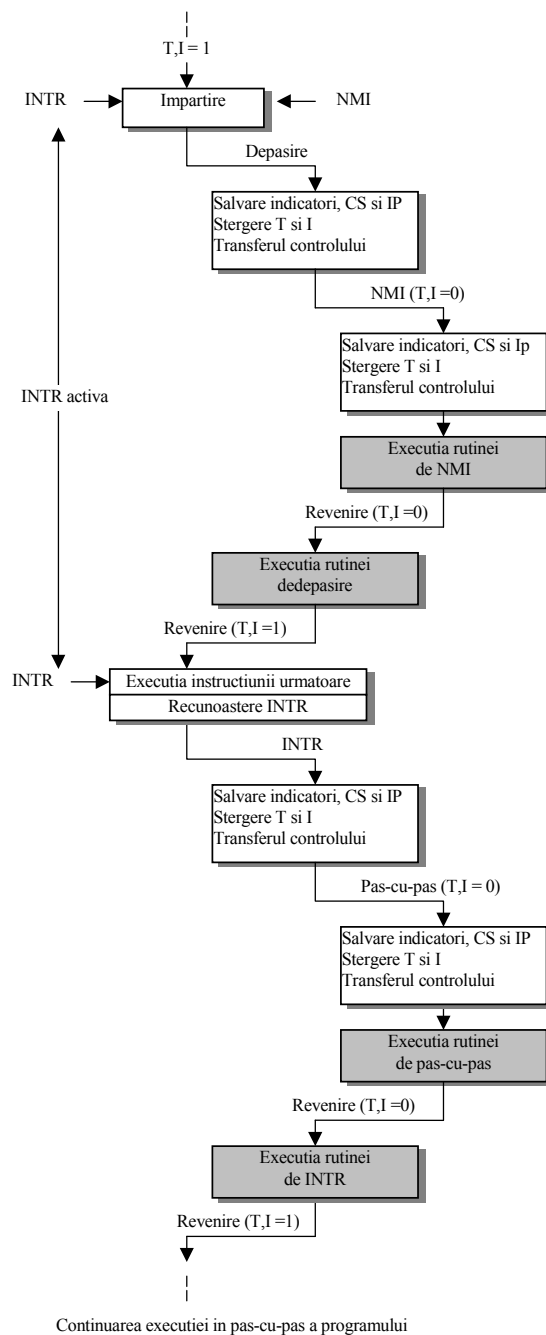 T,I = 1
INTR
Impartire
NMI
Depasire
Salvare indicatori, CS si IP
Stergere T si I
Transferul controlului
NMI (T,I =0)
Salvare indicatori, CS si Ip
Stergere T si I
Transferul controlului
INTR activa
Executia rutinei
de NMI
Revenire (T,I =0)
Executia rutinei
dedepasire
Revenire (T,I =1)
INTR
Executia instructiunii urmatoare
Recunoastere INTR
INTR
Salvare indicatori, CS si IP
Stergere T si I
Transferul controlului
Pas-cu-pas (T,I = 0)
Salvare indicatori, CS si IP
Stergere T si I
Transferul controlului
Executia rutinei
de pas-cu-pas
Revenire (T,I =0)
Executia rutinei
de INTR
Revenire (T,I =1)
Continuarea executiei in pas-cu-pas a programului